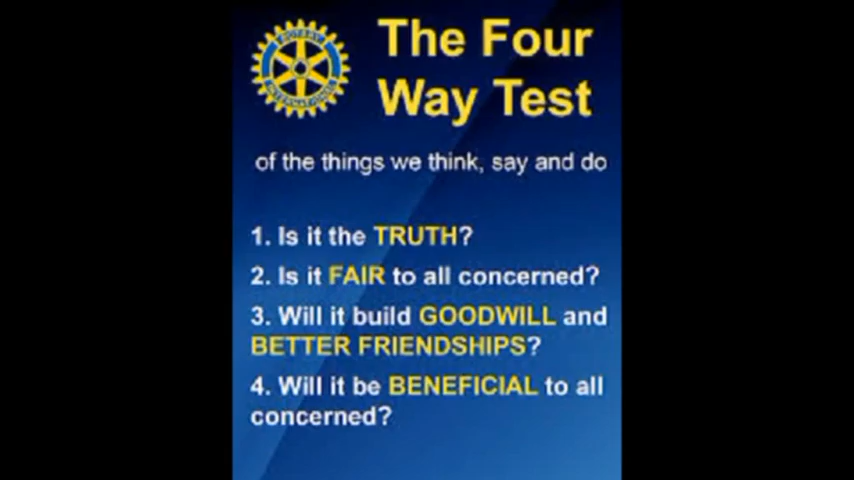 The Four
Way Test
of the things we think, say and do
1. Is it the TRUTH?
2. Is it FAIR to all concerned?
3. Will it build GOODWILL and
BETTER FRIENDSHIPS?
4. Will it be BENEFICIAL to all
concerned?